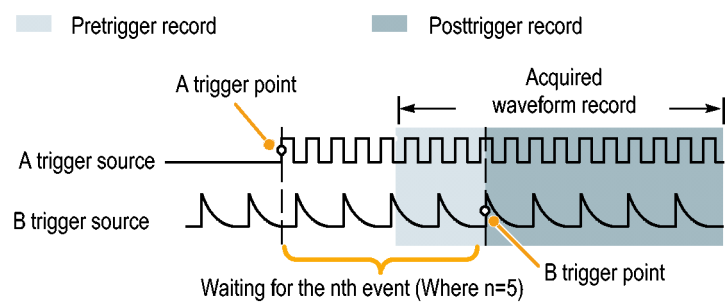 Pretrigger record
Posttrigger record
A trigger point
Acquired
waveform record
A trigger source
B trigger source
B trigger point
Waiting for the nth event (Where n=5)